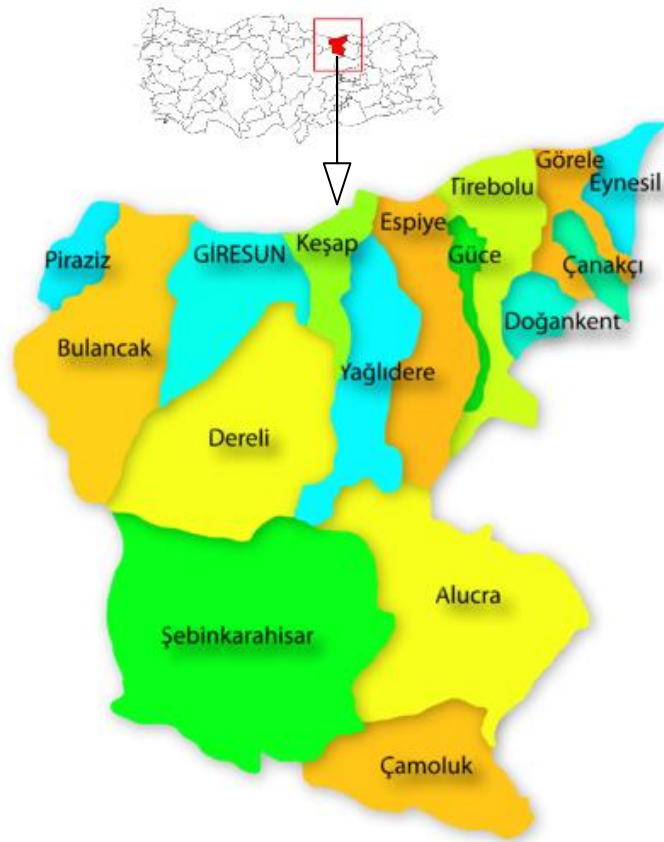 Görele
Eynesil
Tirebolu
Espiye
Keşap
GİRESUN
Güce
Piraziz
Çanakçı
Doğankent
Bulancak
Yağlıdere
Dereli
Alucra
Şebinkarahisar
Çamoluk